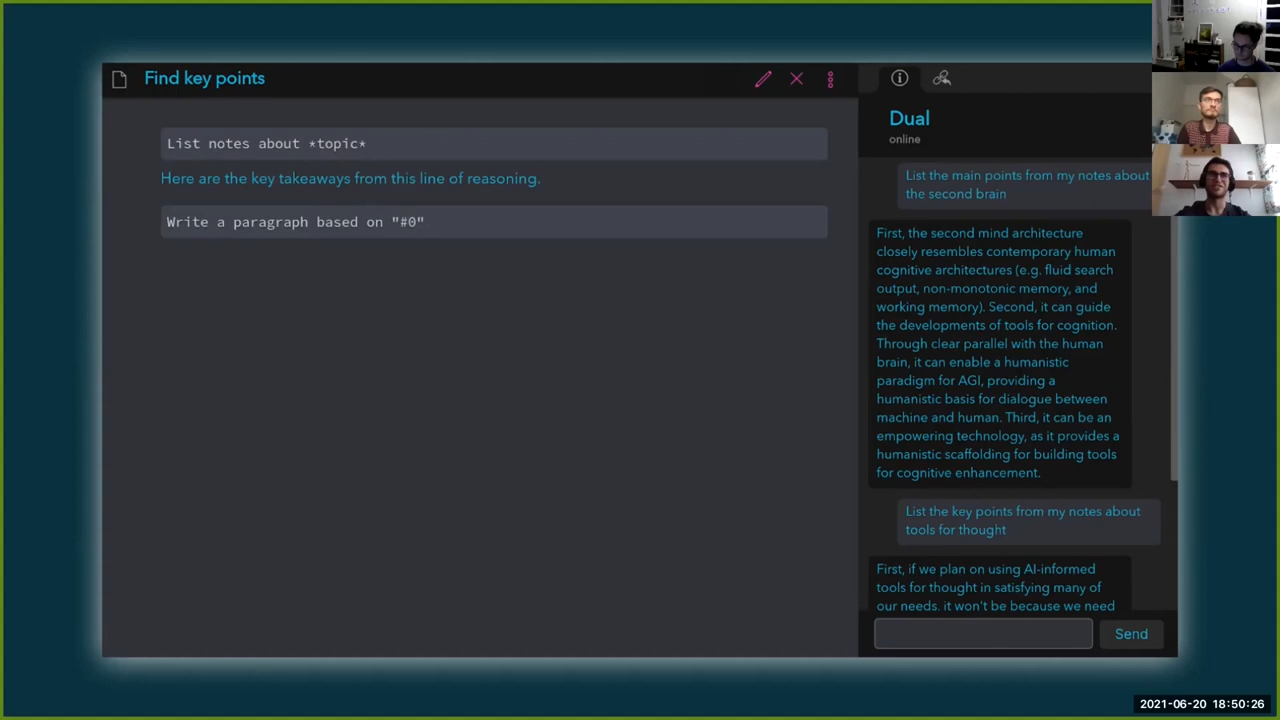 Find key points
List notes about *topic*
Here are the key takeaways from this line of reasoning.
Write a paragraph based on "#0"
Dual
online
List the main points from my notes about
the second brain
First, the second mind architecture
closely resembles contemporary human
cognitive architectures (e.g. fluid search
output, non-monotonic memory, and
working memory). Second, it can guide
the developments of tools for cognition.
Through clear parallel with the human
brain, it can enable a humanistic
paradigm for AGI, providing a
humanistic basis for dialogue between
machine and human. Third, it can be an
empowering technology, as it provides a
humanistic scaffolding for building tools
for cognitive enhancement.
List the key points from my notes about
tools for thought
First, if we plan on using AI-informed
tools for thought in satisfying many of
our needs, it won't be because we need
Send
2021-06-20 18:50:26